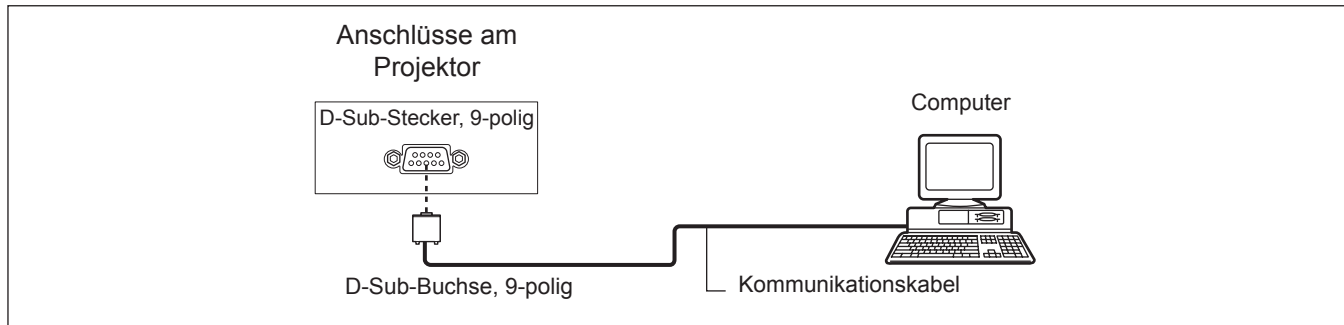 Anschlüsse am
Projektor
D-Sub-Stecker, 9-polig
Computer
D-Sub-Buchse, 9-polig
Kommunikationskabel